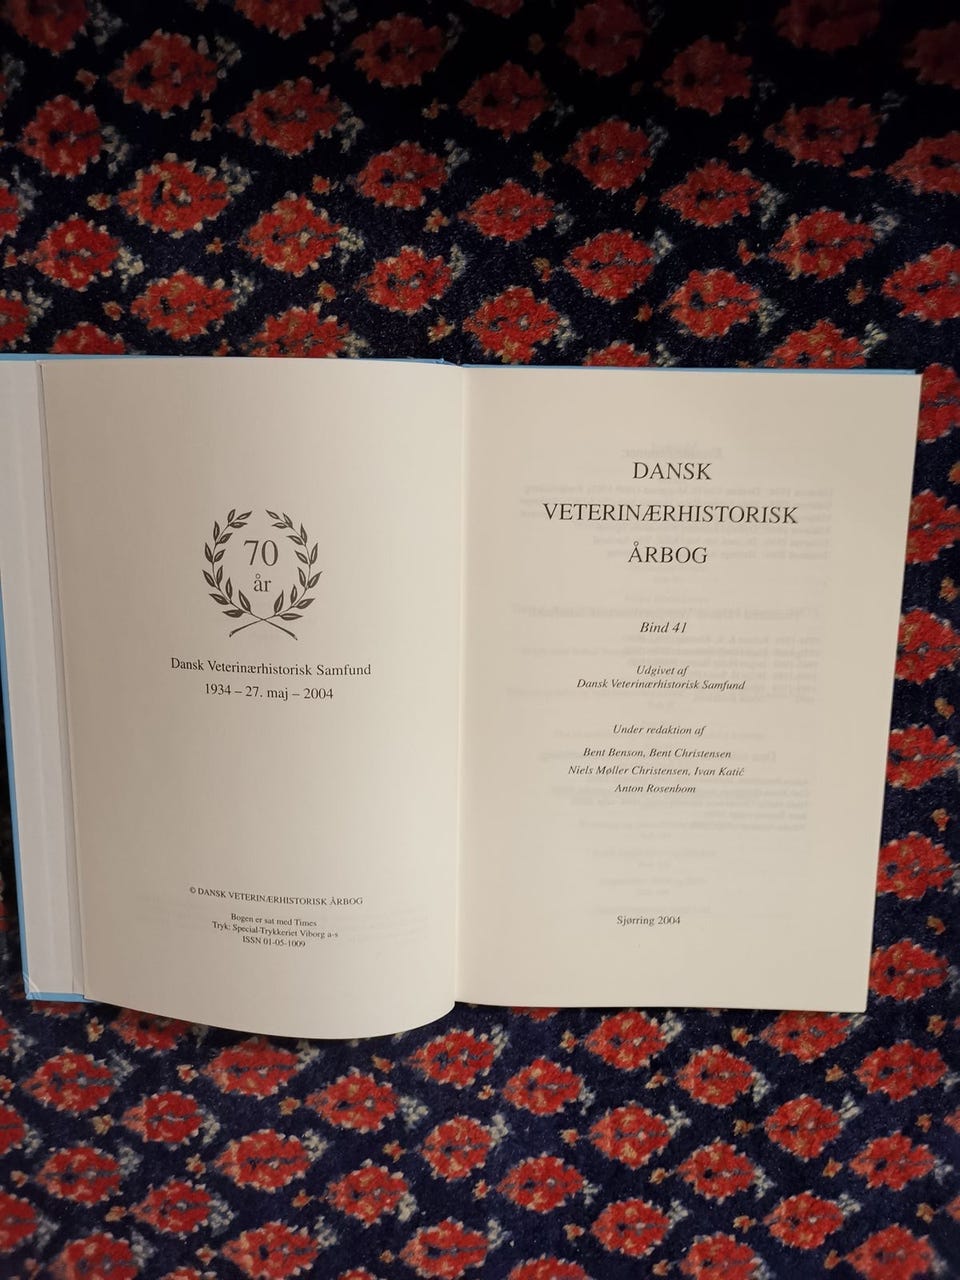 70
år
Dansk Veterinærhistorisk Samfund
1934 – 27. maj – 2004
© DANSK VETERINÆRHISTORISK ÅRBOG
Bogen er sat med Times
Tryk: Special-Trykkeriet Viborg a-s
ISSN 01-05-1009
DANSK
VETERINÆRHISTORISK
ÅRBOG
Bind 41
Udgivet af
Dansk Veterinærhistorisk Samfund
Under redaktion af
Bent Benson, Bent Christensen
Niels Møller Christensen, Ivan Katić
Anton Rosenbom
Sjørring 2004